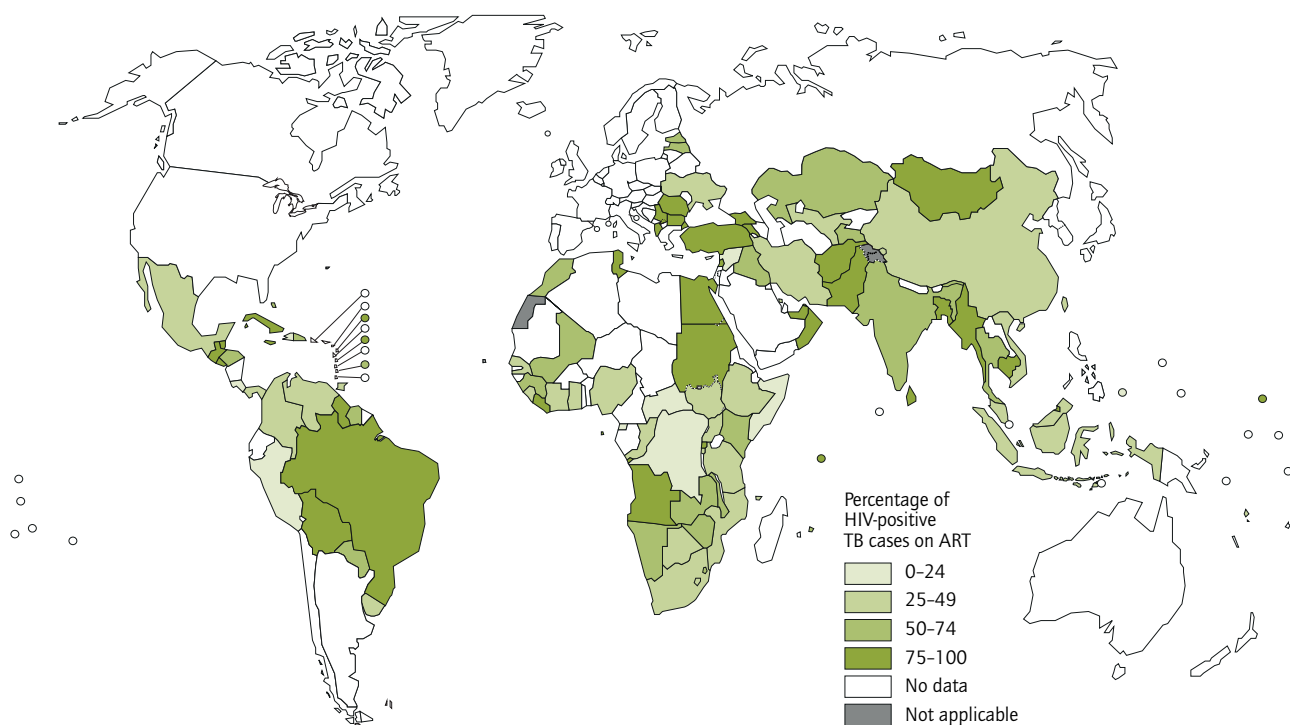 Percentage of
HIV-positive
TB cases on ART
0–24
25–49
50–74
75–100
No data
Not applicable